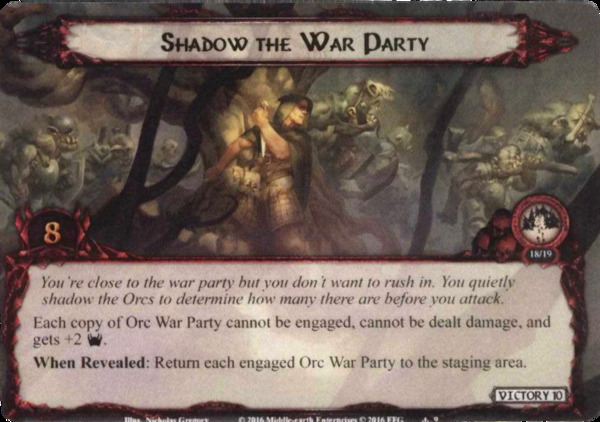 SHADOW THE WAR PARTY
8
18/19
You're close to the war party but you don't want to rush in. You quietly
shadow the Orcs to determine how many there are before you attack.
Each copy of Orc War Party cannot be engaged, cannot be dealt damage, and
gets +2 .
When Revealed: Return each engaged Orc War Party to the staging area.
VICTORY 10
Illus. Nicholas Gregory © 2016 Middle-earth Enterprises © 2016 FFG 9